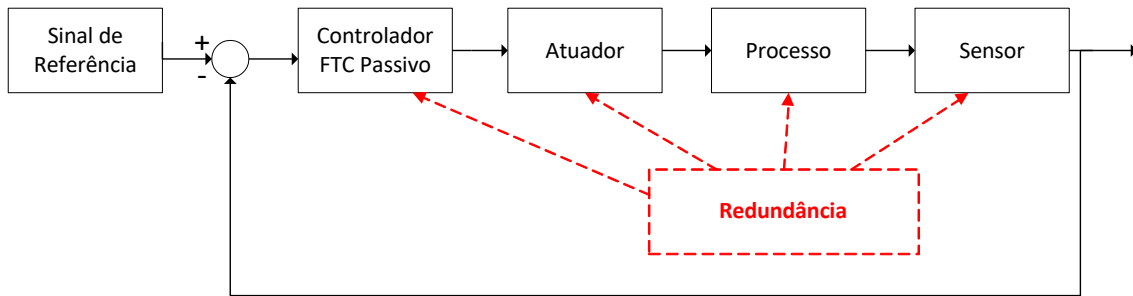 Sinal de
Referência
+
-
Controlador
FTC Passivo
Atuador
Processo
Sensor
Redundância